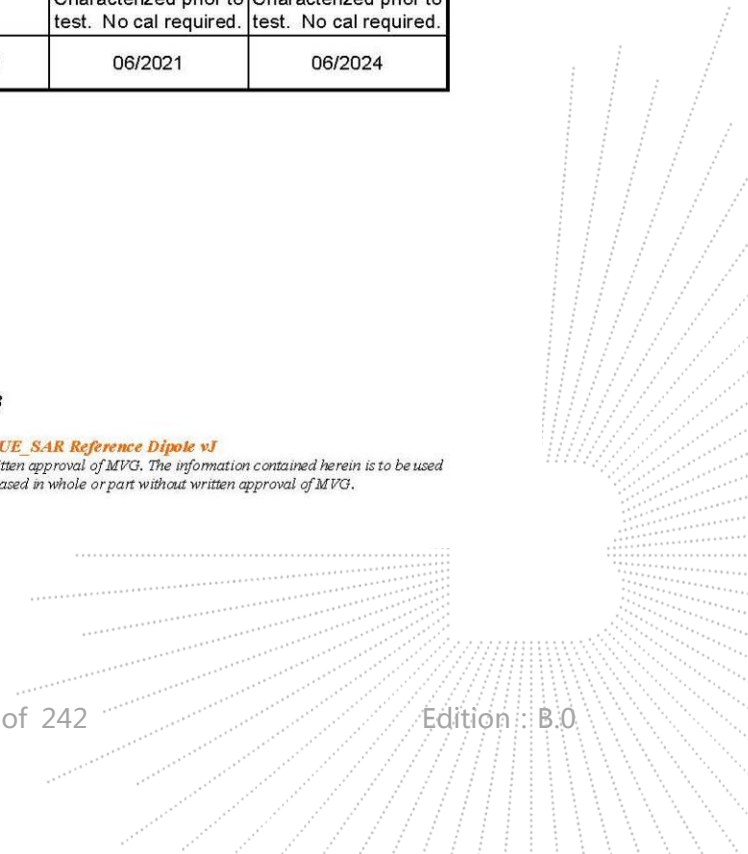 Characterized prior to Characterized prior to
test. No cal required. test. No cal required.
06/2021 06/2024
UE_SAR Reference Dipole vJ
tten approval of MVG. The information contained herein is to be used
ased in whole or part without written approval of MVG.
of 242 Edition : B.0